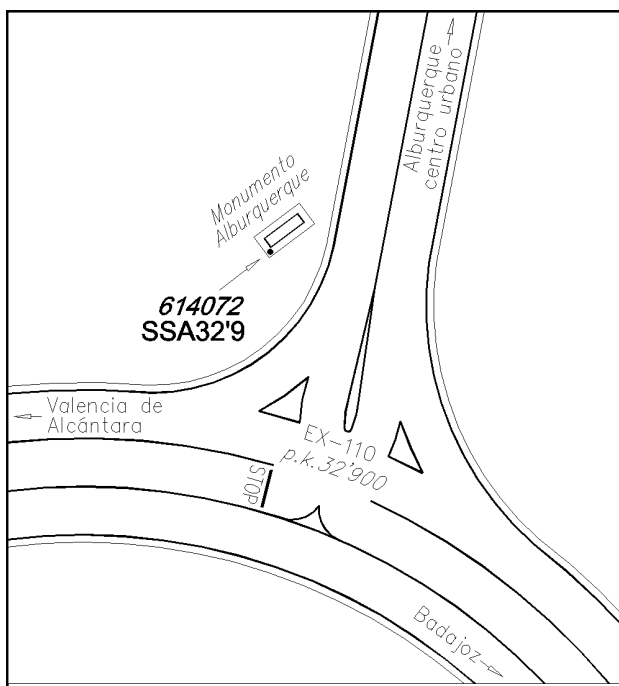 Alburquerque
centro urbano
Monumento
Alburquerque
614072
SSA32'9
Valencia de
Alcántara
EX-110
p.k.32'900
STOP
Badajoz